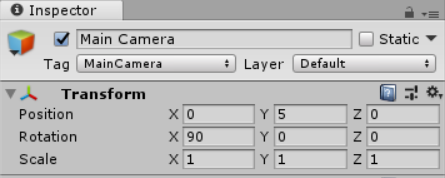 Inspector
Main Camera Static
Tag MainCamera Layer Default
Transform
Position X 0 Y 5 Z 0
Rotation X 90 Y 0 Z 0
Scale X 1 Y 1 Z 1